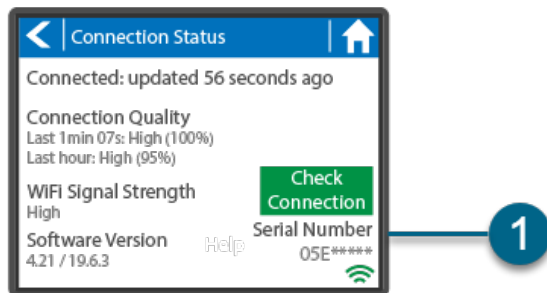 Connection Status
Connected: updated 56 seconds ago
Connection Quality
Last 1min 07s: High (100%)
Last hour: High (95%)
WiFi Signal Strength
High
Check
Connection
Software Version
4.21 / 19.6.3
Help
Serial Number
05E*****
1